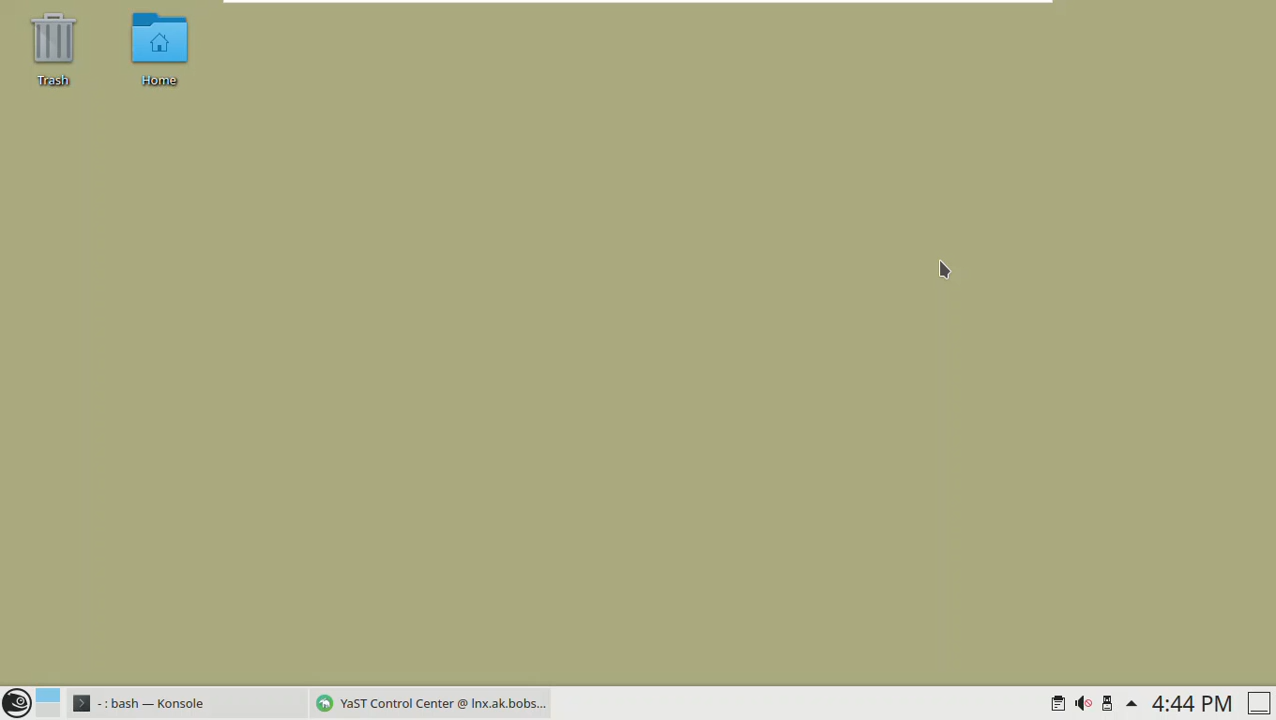 Trash
Home
- : bash — Konsole
YaST Control Center @ lnx.ak.bobs...
4:44 PM